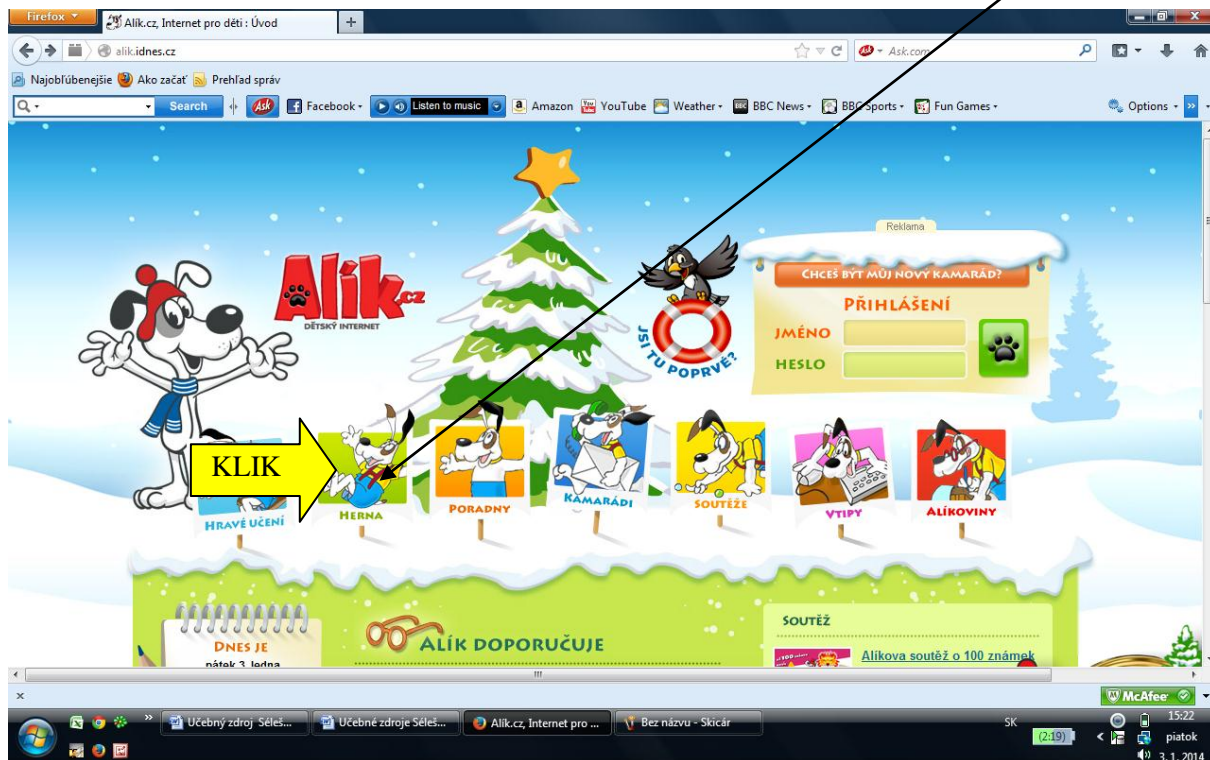 Firefox
Alík.cz, Internet pro děti : Úvod
+
alik.idnes.cz
Ask.com
Najobľúbenejšie Ako začať Prehľad správ
Search Ask Facebook Listen to music Amazon YouTube Weather BBC News BBC Sports Fun Games Options »
Reklama
Chceš být můj nový kamarád?
Přihlášení
Jméno
Heslo
Alík.cz
DĚTSKÝ INTERNET
JSI TU POPRVÉ?
KLIK
Hravé učení
Herna
Poradny
Kamarádi
Soutěže
Vtipy
Alíkoviny
Dnes je
pátek 3. ledna
Alík doporučuje
Soutěž
Alíkova soutěž o 100 známek
x
McAfee
» Učebný zdroj Séleš... Učebné zdroje Séleš... Alík.cz, Internet pro ... Bez názvu - Skicár
SK
(2:19)
15:22
piatok
3. 1. 2014